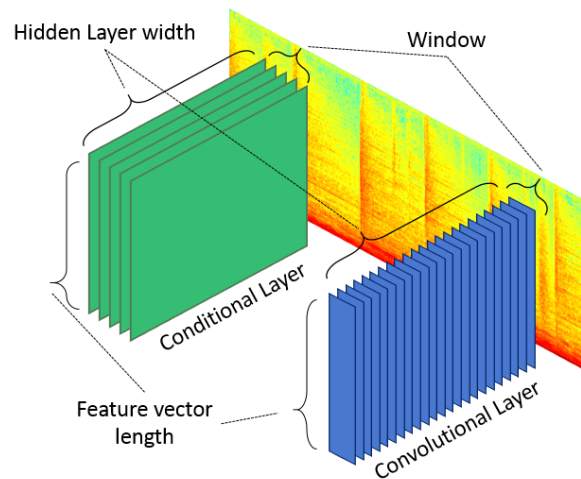 Hidden Layer width
Window
Conditional Layer
Feature vector
length
Convolutional Layer